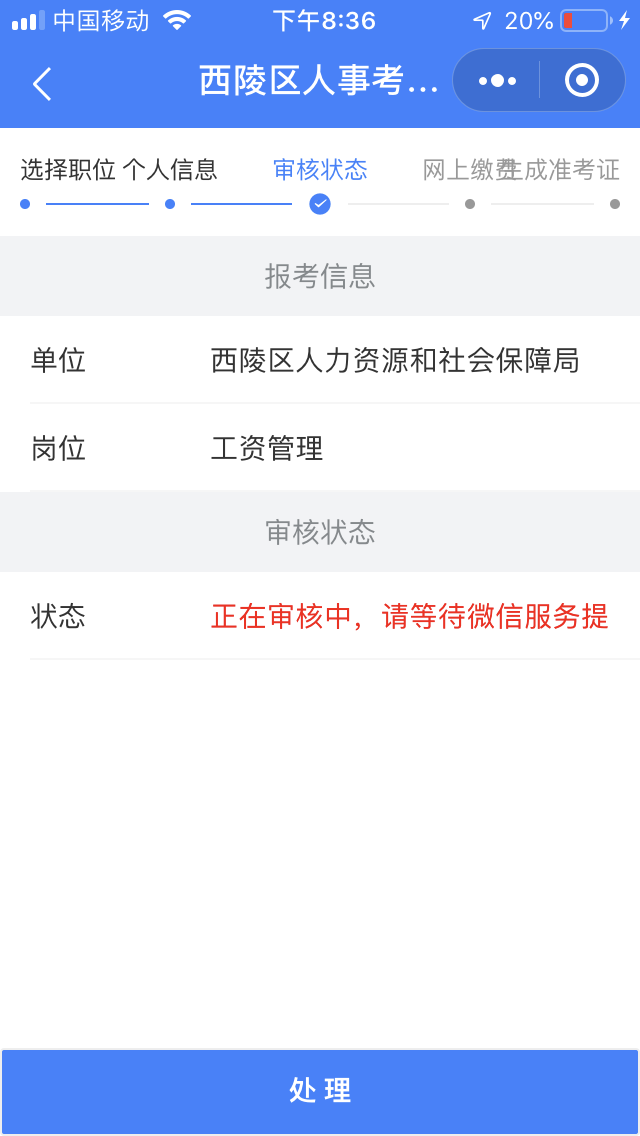 中国移动 下午8:36 20%
西陵区人事考...
选择职位 个人信息 审核状态 网上缴费 生成准考证
报考信息
单位 西陵区人力资源和社会保障局
岗位 工资管理
审核状态
状态 正在审核中，请等待微信服务提
处 理